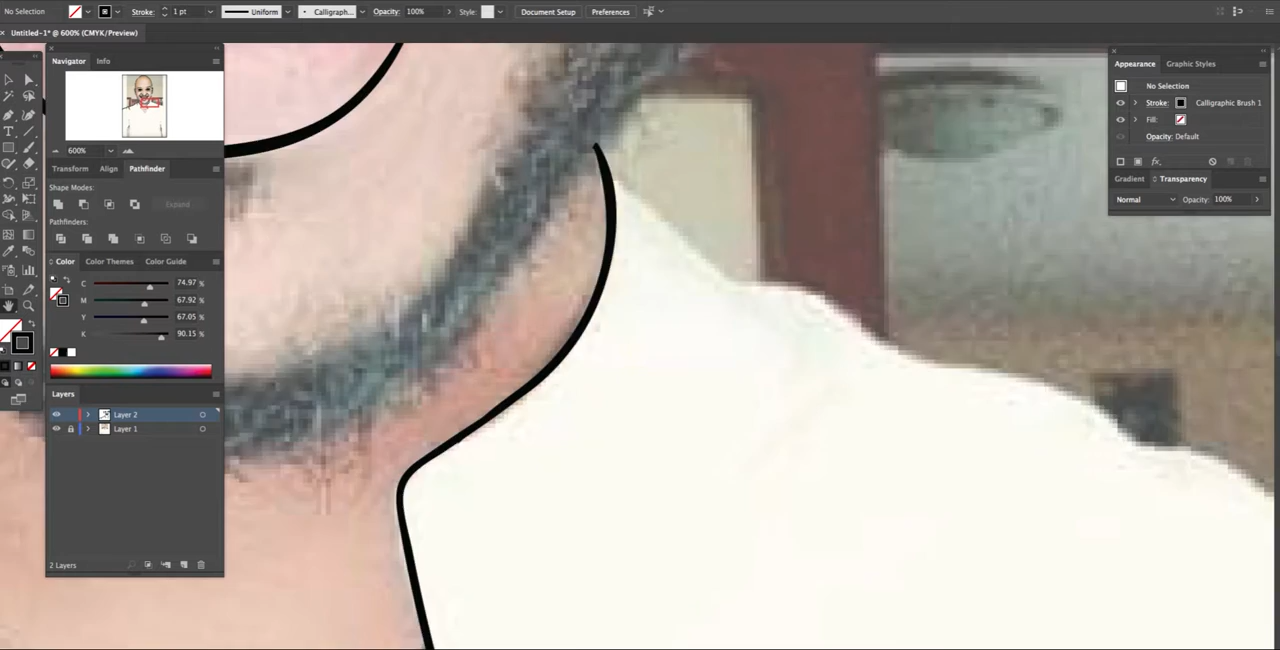 No Selection Stroke: 1 pt Uniform Calligraph... Opacity: 100% Style: Document Setup Preferences
× Untitled-1* @ 600% (CMYK/Preview)
Navigator Info
600%
Transform Align Pathfinder
Shape Modes:
Expand
Pathfinders:
Color Color Themes Color Guide
C 74.97 %
M 67.92 %
Y 67.05 %
K 90.15 %
Layers
Layer 2
Layer 1
2 Layers
Appearance Graphic Styles
No Selection
Stroke: Calligraphic Brush 1
Fill:
Opacity: Default
fx
Gradient Transparency
Normal Opacity: 100%